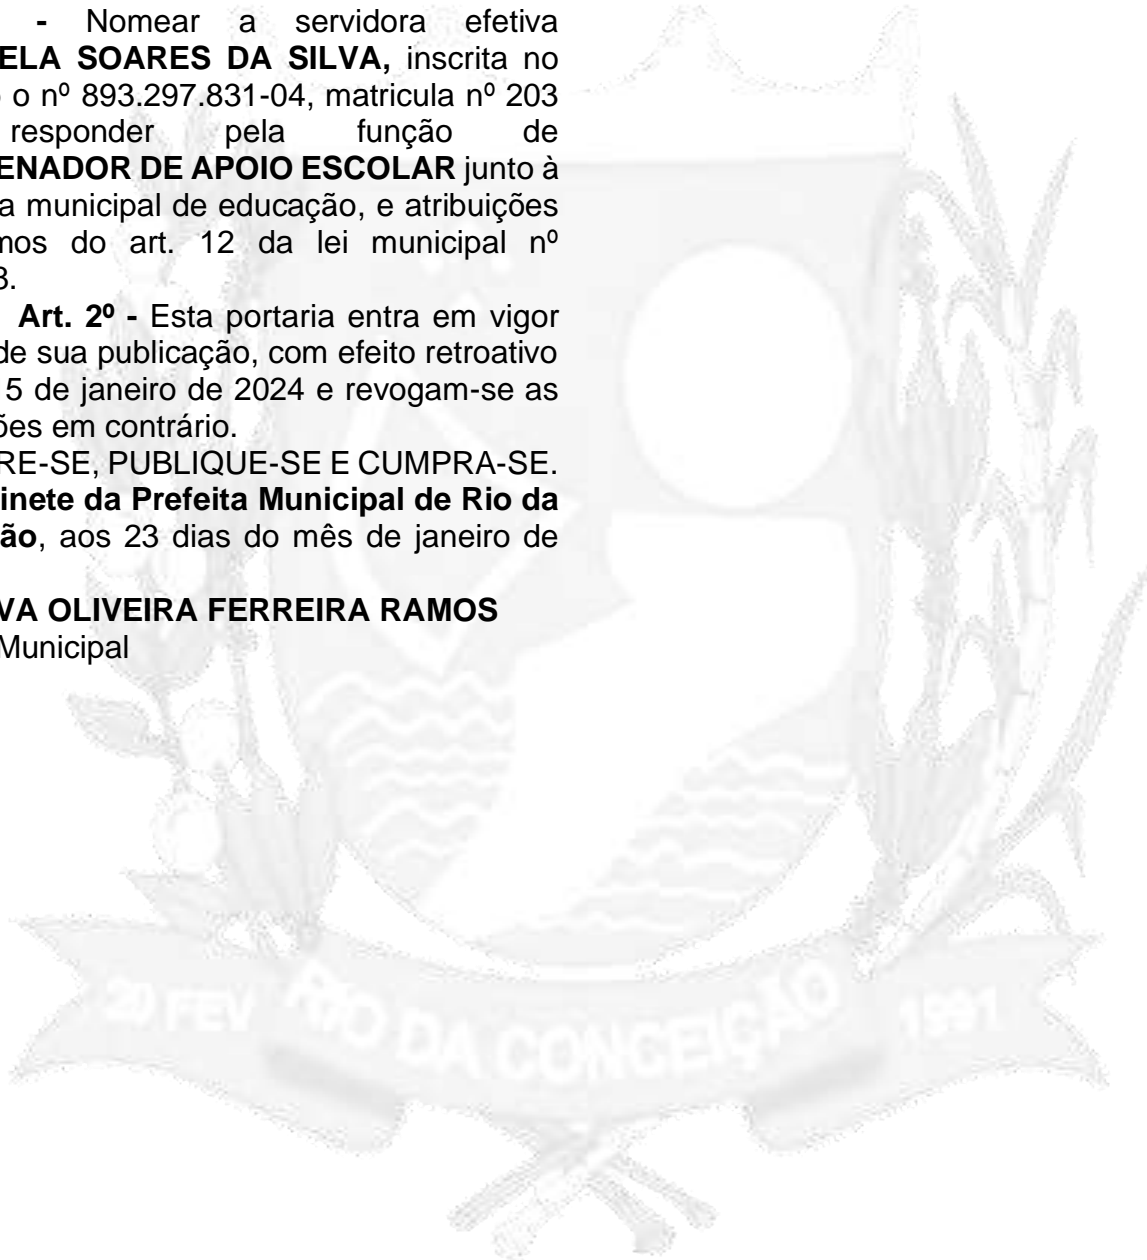 - Nomear a servidora efetiva
ELA SOARES DA SILVA, inscrita no
o nº 893.297.831-04, matricula nº 203
responder pela função de
ENADOR DE APOIO ESCOLAR junto à
a municipal de educação, e atribuições
mos do art. 12 da lei municipal nº
3.
Art. 2º - Esta portaria entra em vigor
de sua publicação, com efeito retroativo
5 de janeiro de 2024 e revogam-se as
ões em contrário.
RE-SE, PUBLIQUE-SE E CUMPRA-SE.
inete da Prefeita Municipal de Rio da
ão, aos 23 dias do mês de janeiro de
VA OLIVEIRA FERREIRA RAMOS
Municipal
20 FEV RIO DA CONCEIÇÃO 1991